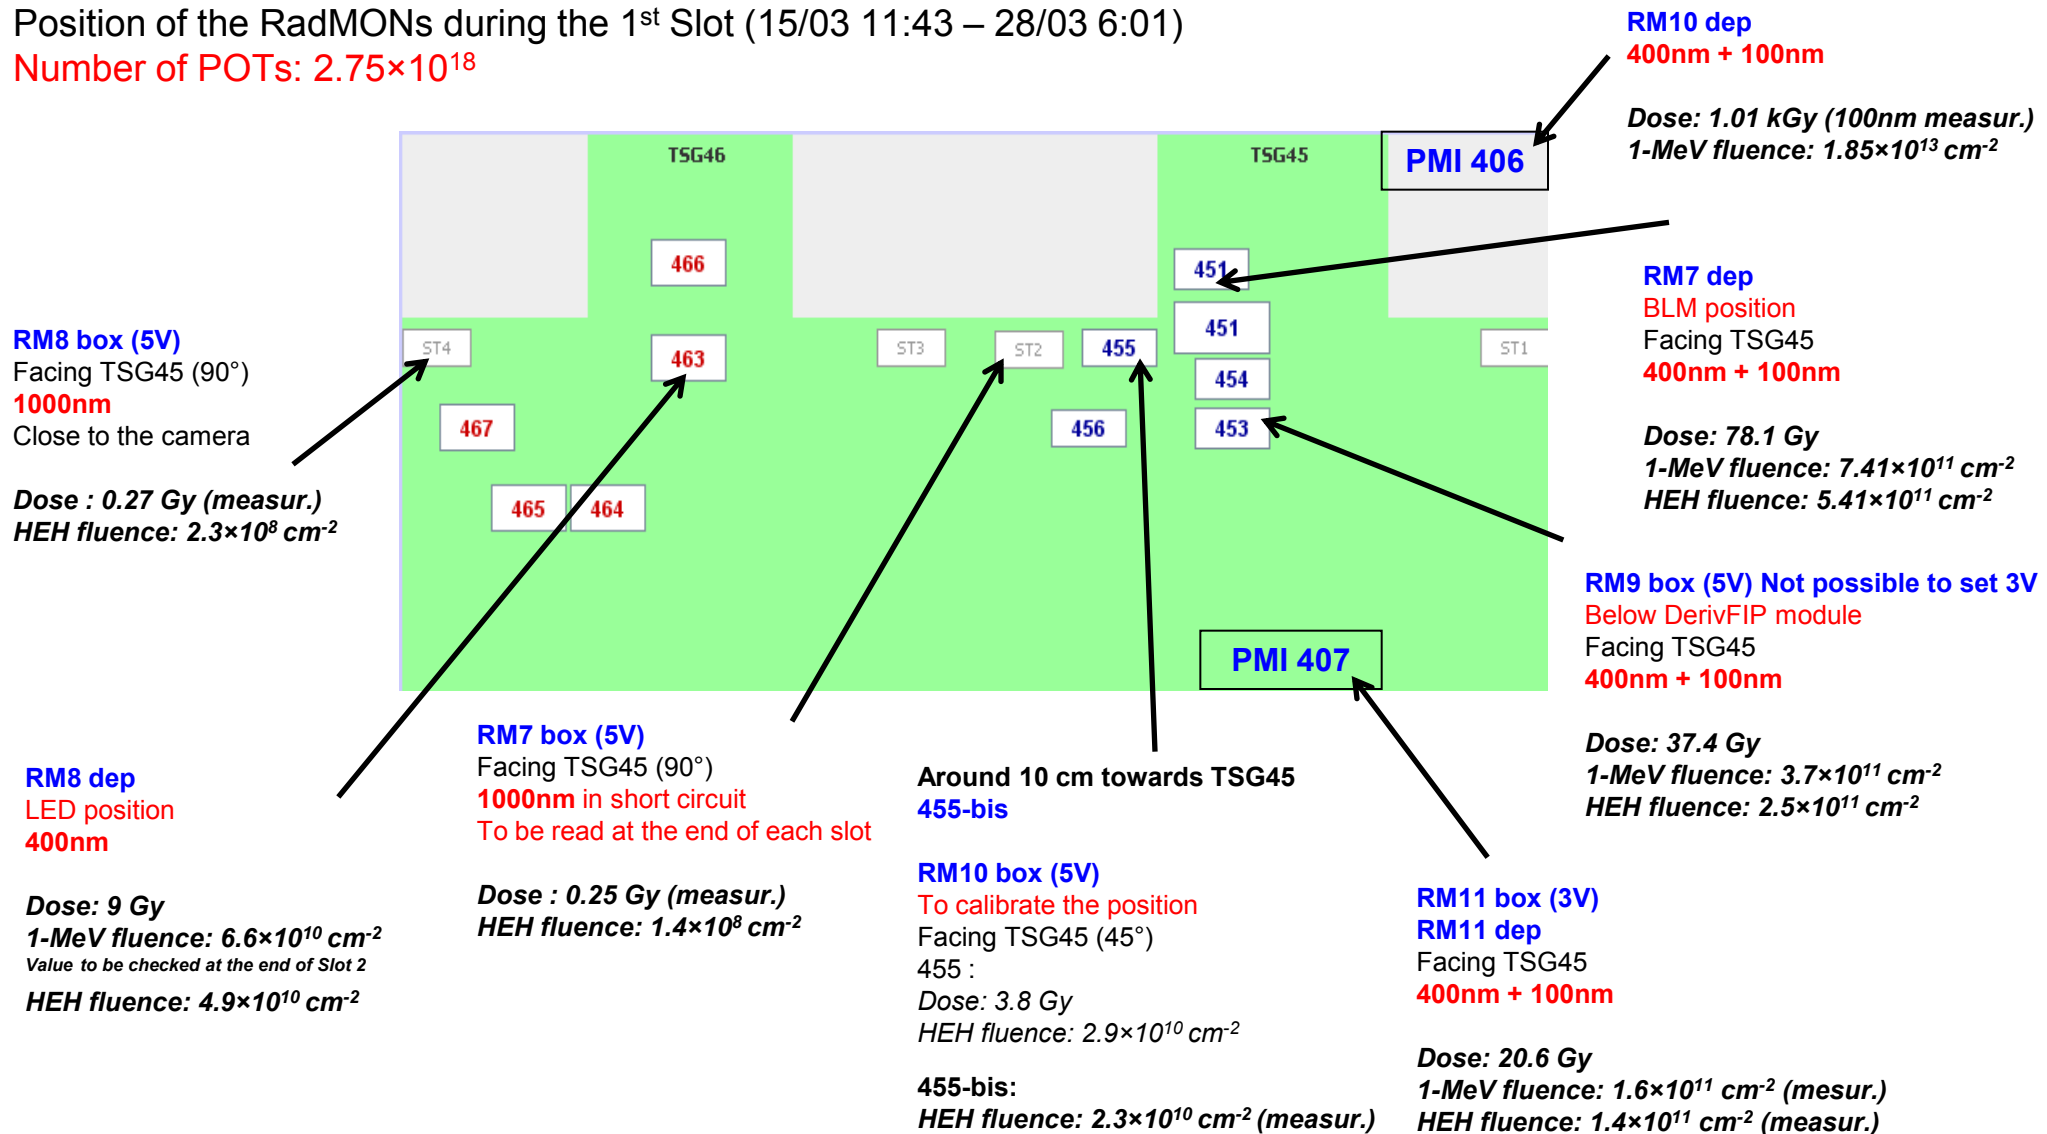 Position of the RadMONs during the 1st Slot (15/03 11:43 – 28/03 6:01)
Number of POTs: 2.75×10^18
RM10 dep
400nm + 100nm
Dose: 1.01 kGy (100nm measur.)
1-MeV fluence: 1.85×10^13 cm^-2
TSG46
TSG45
PMI 406
466
451
463
ST4
ST3
ST2
455
451
ST1
454
467
456
453
465
464
PMI 407
RM7 dep
BLM position
Facing TSG45
400nm + 100nm
Dose: 78.1 Gy
1-MeV fluence: 7.41×10^11 cm^-2
HEH fluence: 5.41×10^11 cm^-2
RM8 box (5V)
Facing TSG45 (90°)
1000nm
Close to the camera
Dose : 0.27 Gy (measur.)
HEH fluence: 2.3×10^8 cm^-2
RM9 box (5V) Not possible to set 3V
Below DerivFIP module
Facing TSG45
400nm + 100nm
Dose: 37.4 Gy
1-MeV fluence: 3.7×10^11 cm^-2
HEH fluence: 2.5×10^11 cm^-2
RM8 dep
LED position
400nm
Dose: 9 Gy
1-MeV fluence: 6.6×10^10 cm^-2
Value to be checked at the end of Slot 2
HEH fluence: 4.9×10^10 cm^-2
RM7 box (5V)
Facing TSG45 (90°)
1000nm in short circuit
To be read at the end of each slot
Dose : 0.25 Gy (measur.)
HEH fluence: 1.4×10^8 cm^-2
Around 10 cm towards TSG45
455-bis
RM10 box (5V)
To calibrate the position
Facing TSG45 (45°)
455 :
Dose: 3.8 Gy
HEH fluence: 2.9×10^10 cm^-2
455-bis:
HEH fluence: 2.3×10^10 cm^-2 (measur.)
RM11 box (3V)
RM11 dep
Facing TSG45
400nm + 100nm
Dose: 20.6 Gy
1-MeV fluence: 1.6×10^11 cm^-2 (mesur.)
HEH fluence: 1.4×10^11 cm^-2 (measur.)